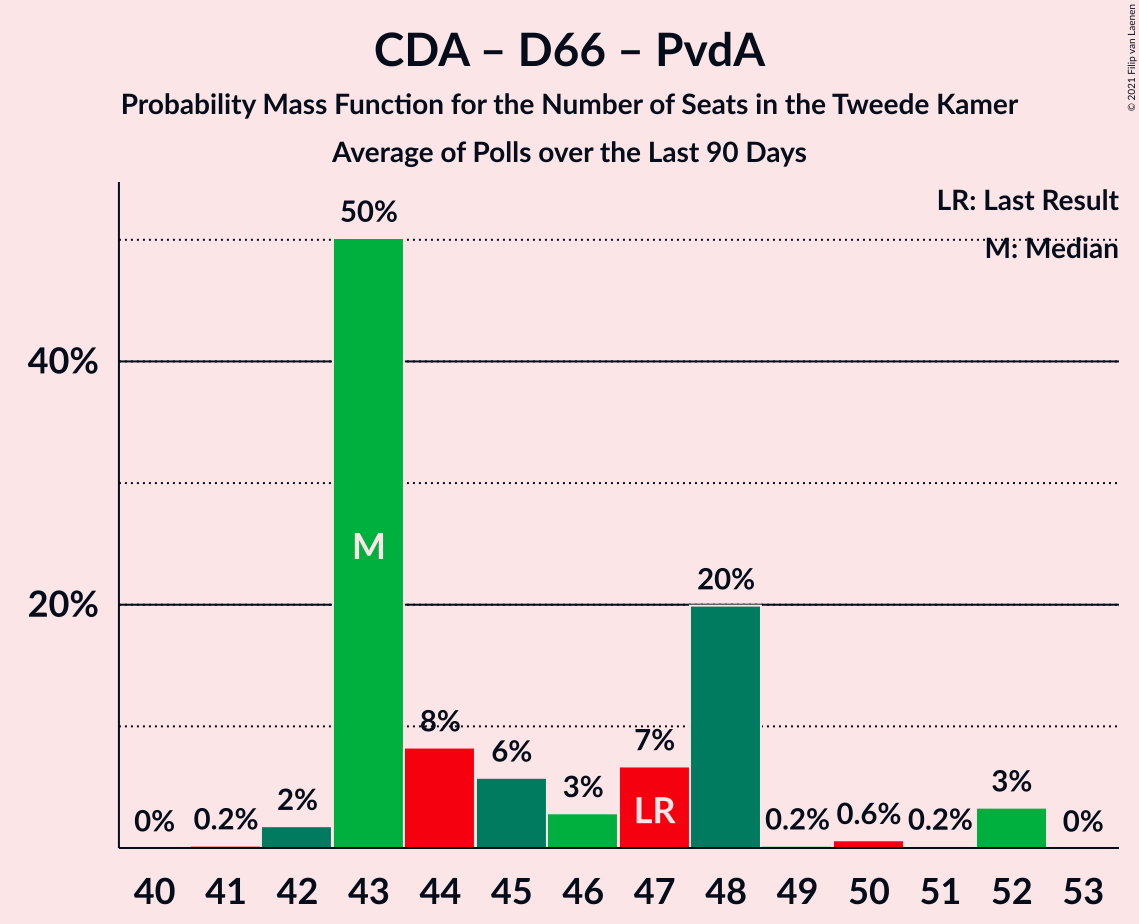 CDA – D66 – PvdA
Probability Mass Function for the Number of Seats in the Tweede Kamer
Average of Polls over the Last 90 Days
© 2021 Filip van Laenen
LR: Last Result
M: Median
40%
20%
0%
0.2%
2%
50%
8%
6%
3%
7%
20%
0.2%
0.6%
0.2%
3%
0%
M
LR
40 41 42 43 44 45 46 47 48 49 50 51 52 53